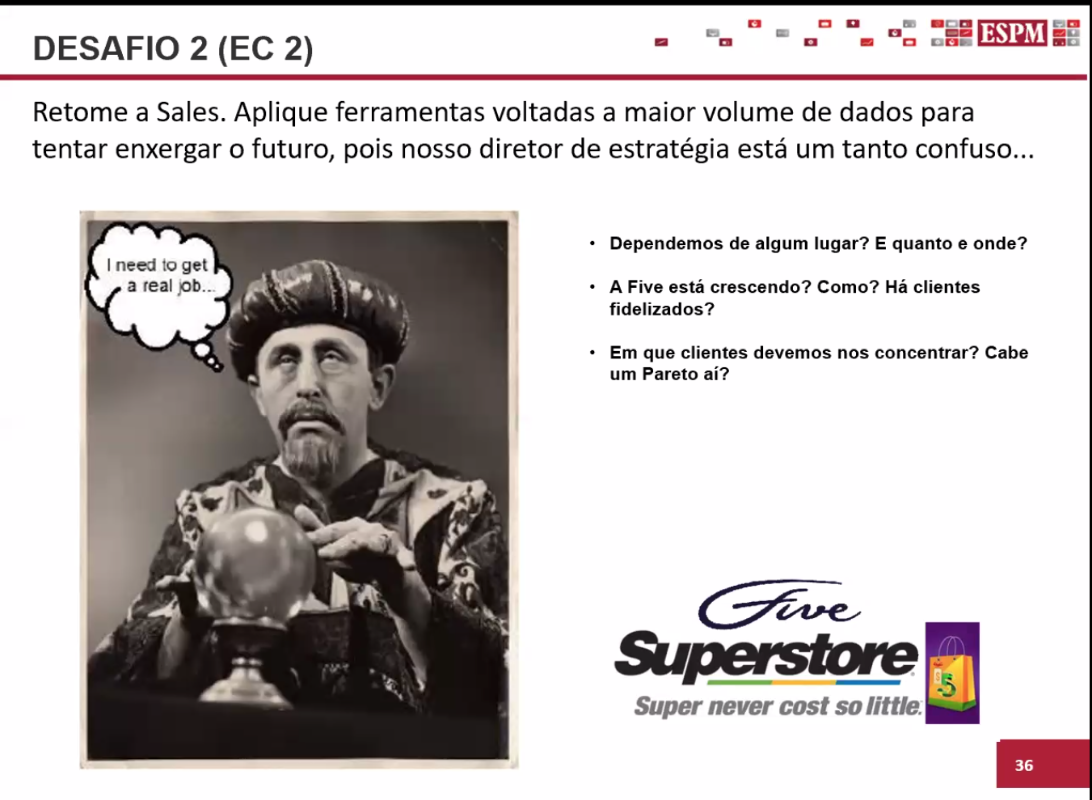 DESAFIO 2 (EC 2)
ESPM
Retome a Sales. Aplique ferramentas voltadas a maior volume de dados para
tentar enxergar o futuro, pois nosso diretor de estratégia está um tanto confuso...
I need to get
a real job...
• Dependemos de algum lugar? E quanto e onde?
• A Five está crescendo? Como? Há clientes
fidelizados?
• Em que clientes devemos nos concentrar? Cabe
um Pareto aí?
Five
Superstore
Super never cost so little.
$5
36